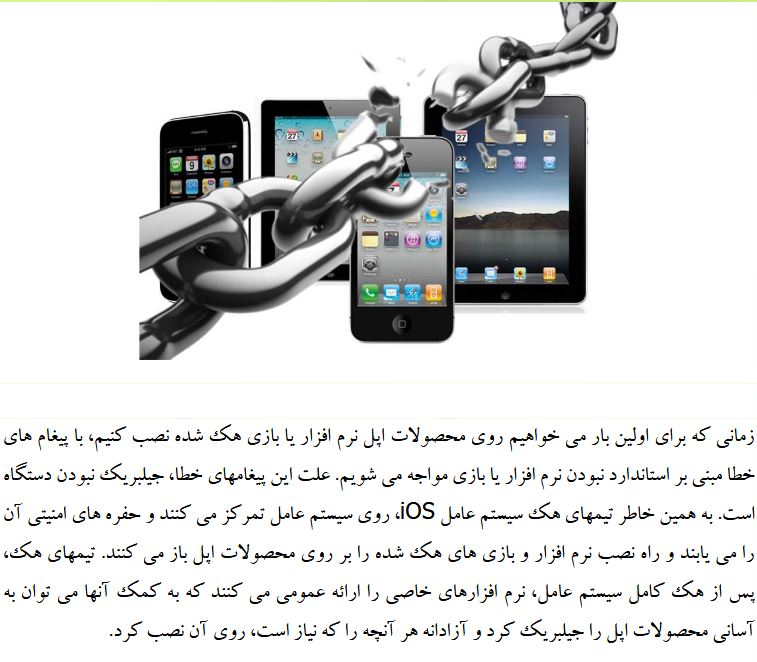 زمانی که برای اولین بار می خواهیم روی محصولات اپل نرم افزار یا بازی هک شده نصب کنیم، با پیغام های
خطا مبنی بر استاندارد نبودن نرم افزار یا بازی مواجه می شویم. علت این پیغامهای خطا، جیلبریک نبودن دستگاه
است. به همین خاطر تیمهای هک سیستم عامل iOS، روی سیستم عامل تمرکز می کنند و حفره های امنیتی آن
را می یابند و راه نصب نرم افزار و بازی های هک شده را بر روی محصولات اپل باز می کنند. تیمهای هک،
پس از هک کامل سیستم عامل، نرم افزارهای خاصی را ارائه عمومی می کنند که به کمک آنها می توان به
آسانی محصولات اپل را جیلبریک کرد و آزادانه هر آنچه را که نیاز است، روی آن نصب کرد.